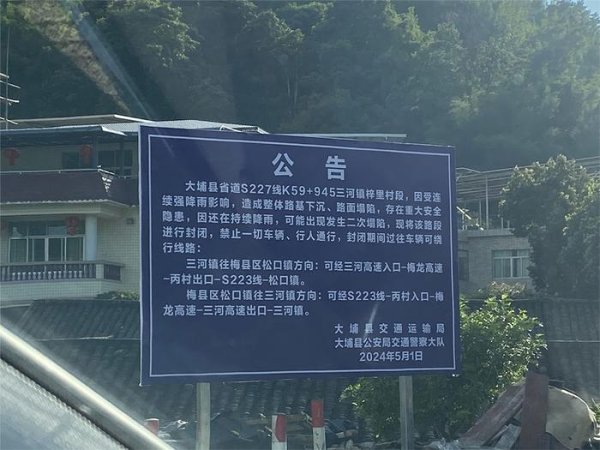 公告
大埔县省道S227线K59+945三河镇梓里村段，因受连
续强降雨影响，造成整体路基下沉、路面塌陷，存在重大安全
隐患，因还在持续降雨，可能出现发生二次塌陷，现将该路段
进行封闭，禁止一切车辆、行人通行，封闭期间过往车辆可绕
行线路：
三河镇往梅县区松口镇方向：可经三河高速入口-梅龙高速
-丙村出口-S223线-松口镇。
梅县区松口镇往三河镇方向：可经S223线-丙村入口-梅
龙高速-三河高速出口-三河镇。
大埔县交通运输局
大埔县公安局交通警察大队
2024年5月1日